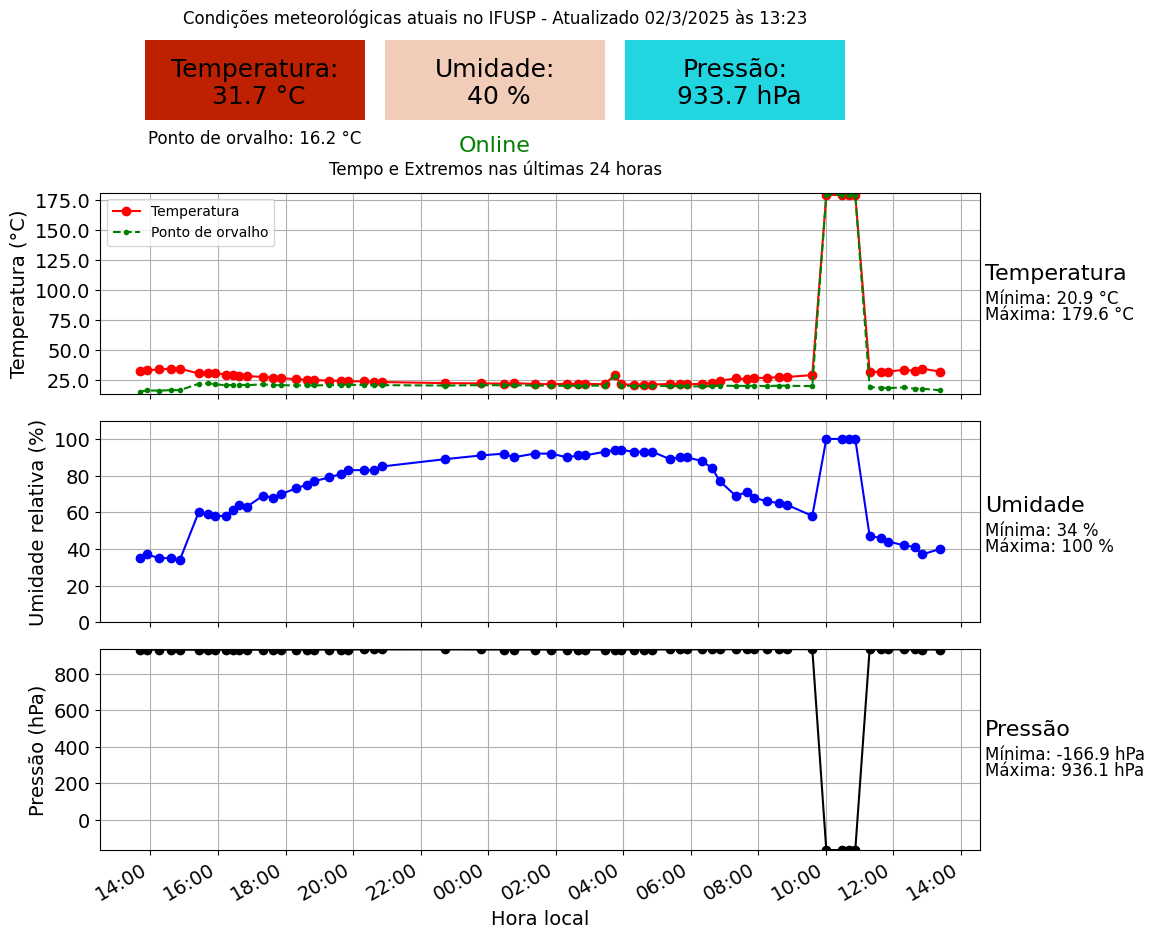 Condições meteorológicas atuais no IFUSP - Atualizado 02/3/2025 às 13:23
Temperatura:
31.7 °C
Umidade:
40 %
Pressão:
933.7 hPa
Ponto de orvalho: 16.2 °C
Online
Tempo e Extremos nas últimas 24 horas
Temperatura (°C)
175.0
150.0
125.0
100.0
75.0
50.0
25.0
Temperatura
Ponto de orvalho
Temperatura
Mínima: 20.9 °C
Máxima: 179.6 °C
Umidade relativa (%)
100
80
60
40
20
0
Umidade
Mínima: 34 %
Máxima: 100 %
Pressão (hPa)
800
600
400
200
0
Pressão
Mínima: -166.9 hPa
Máxima: 936.1 hPa
14:00 16:00 18:00 20:00 22:00 00:00 02:00 04:00 06:00 08:00 10:00 12:00 14:00
Hora local